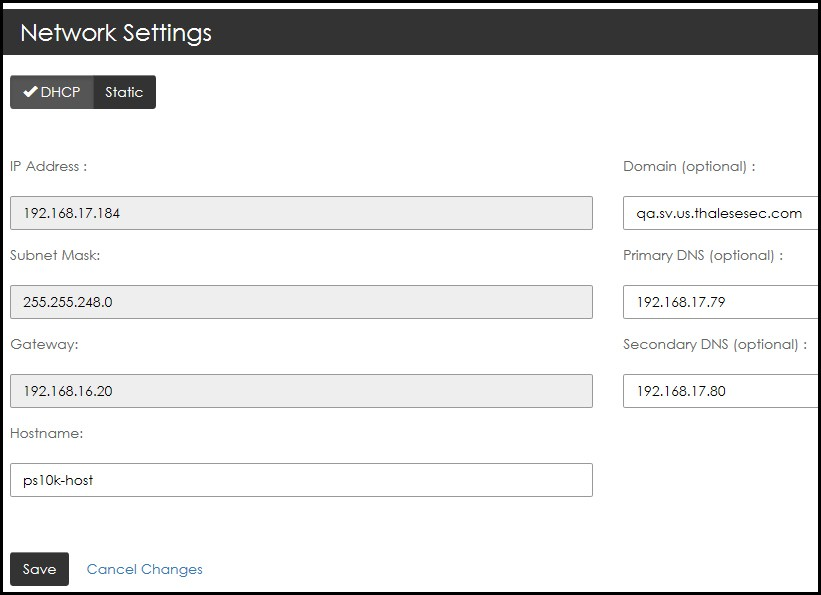 Network Settings
✔DHCP Static
IP Address :
192.168.17.184
Subnet Mask:
255.255.248.0
Gateway:
192.168.16.20
Hostname:
ps10k-host
Domain (optional) :
qa.sv.us.thalesesec.com
Primary DNS (optional) :
192.168.17.79
Secondary DNS (optional) :
192.168.17.80
Save Cancel Changes